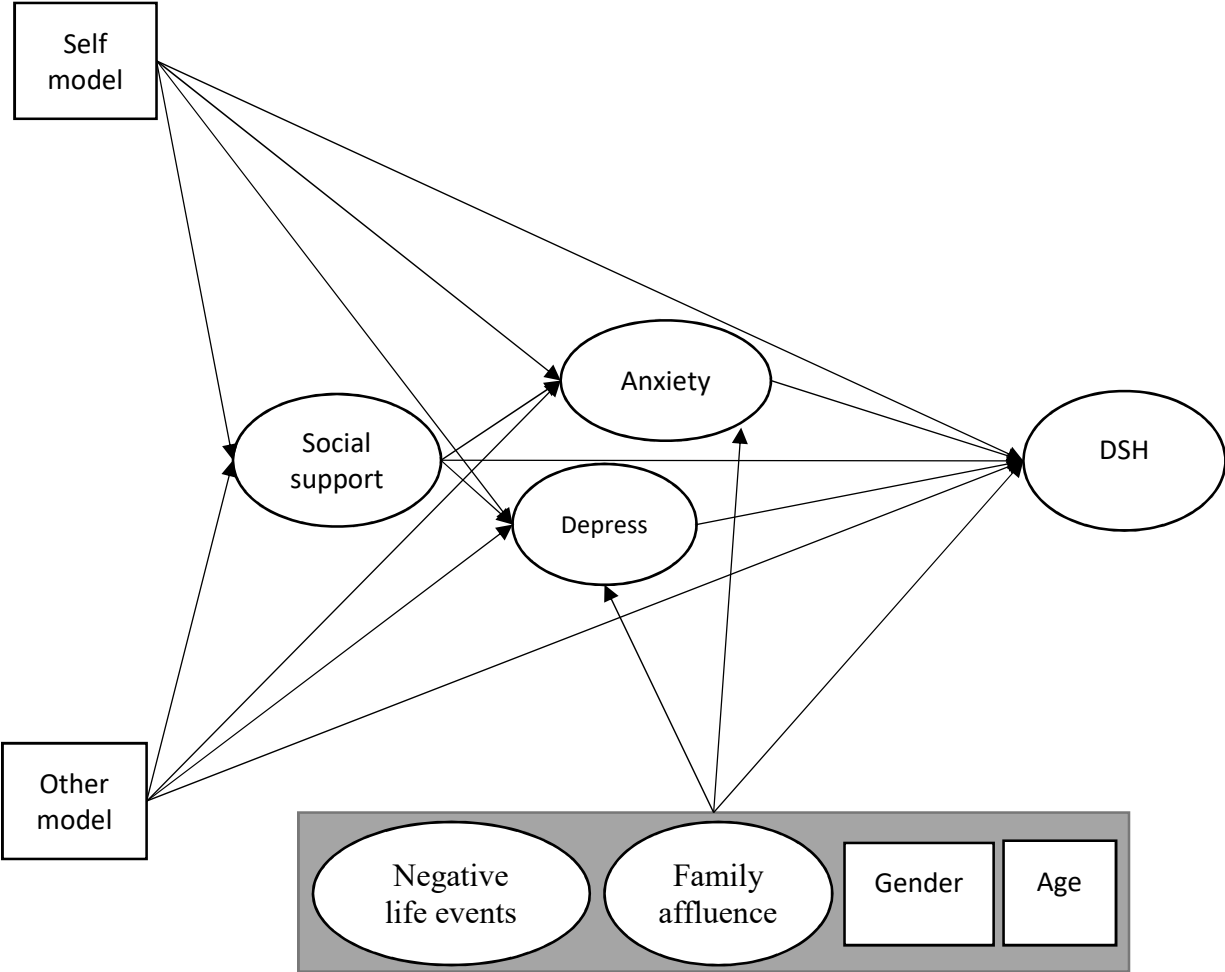 Self
model
Anxiety
Social
support
DSH
Depress
Other
model
Negative
life events
Family
affluence
Gender
Age